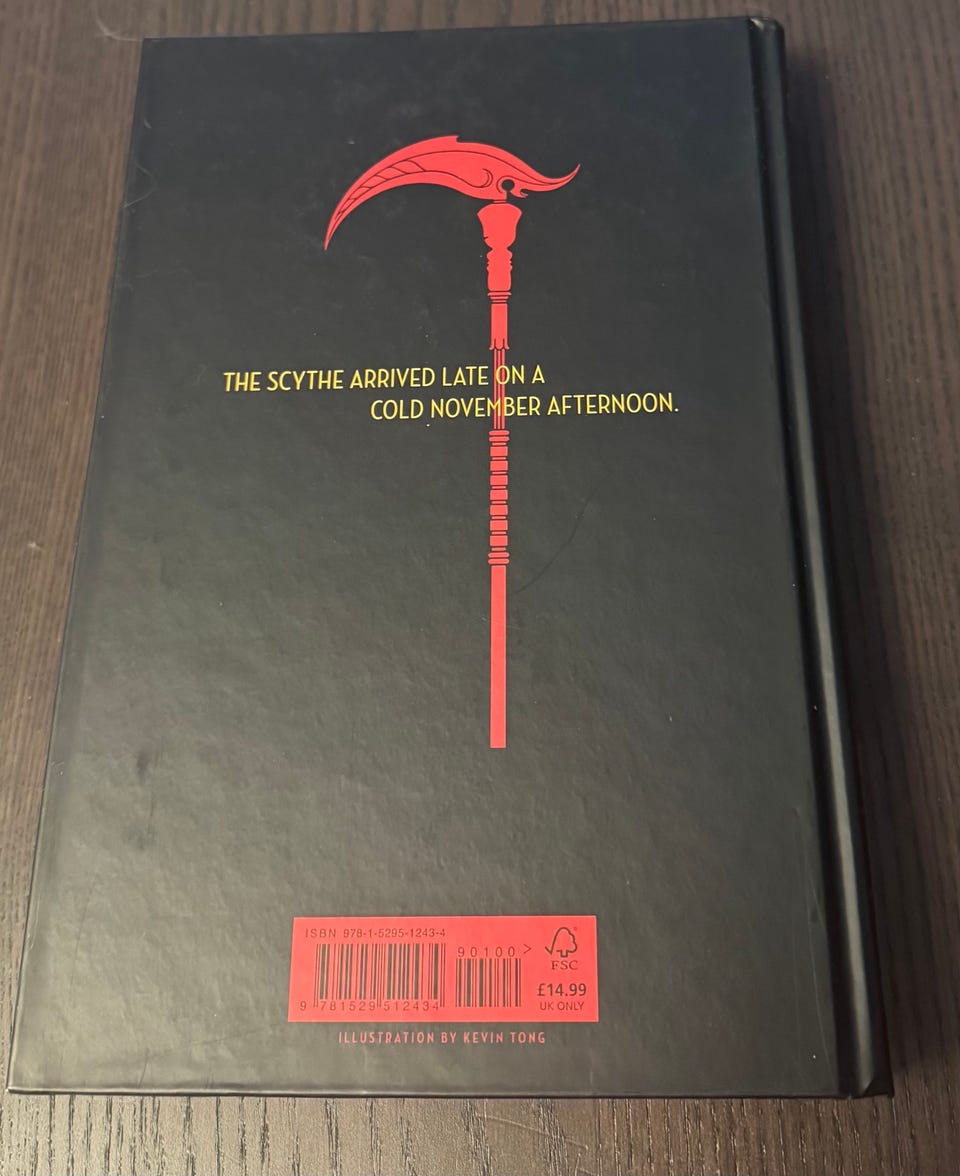 THE SCYTHE ARRIVED LATE ON A
COLD NOVEMBER AFTERNOON.
ISBN 978-1-5295-1243-4
90100>
FSC
£14.99
UK ONLY
9 781529 512434
ILLUSTRATION BY KEVIN TONG